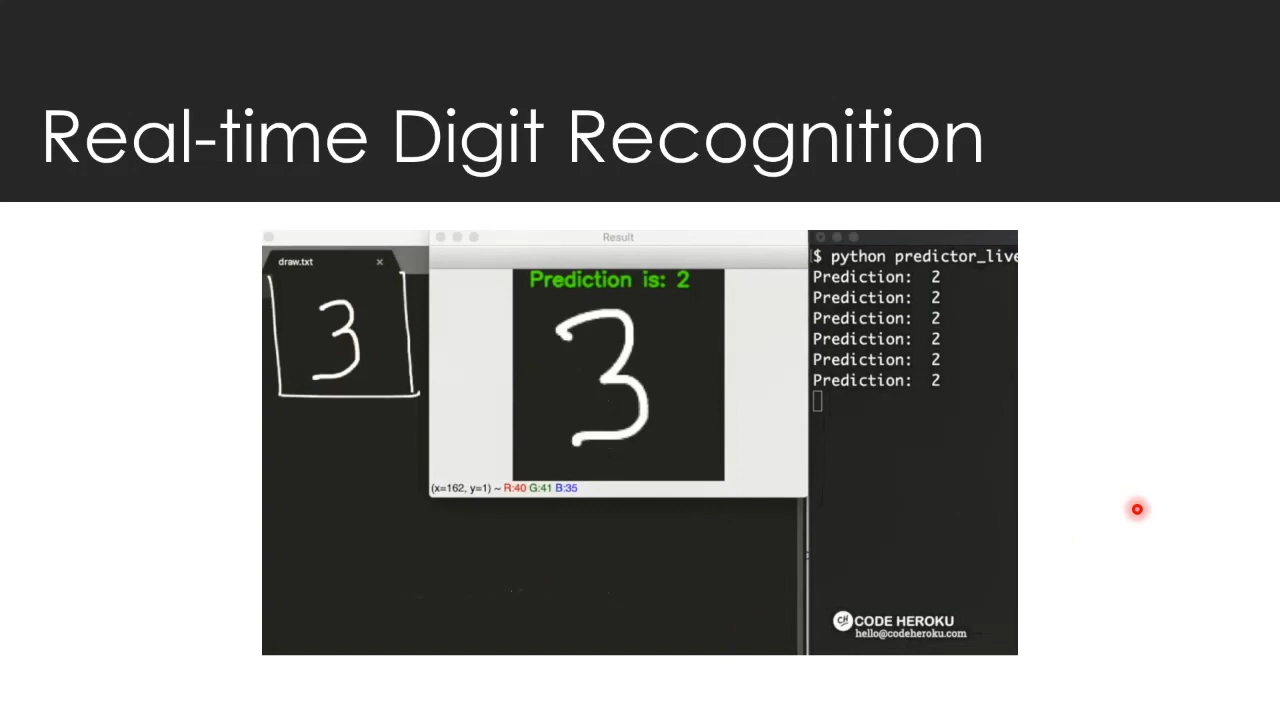 Real-time Digit Recognition
Result
draw.txt
$ python predictor_live
Prediction is: 2
Prediction: 2
Prediction: 2
Prediction: 2
Prediction: 2
Prediction: 2
Prediction: 2
3
3
(x=162, y=1) ~ R:40 G:41 B:35
CH CODE HEROKU
hello@codeheroku.com